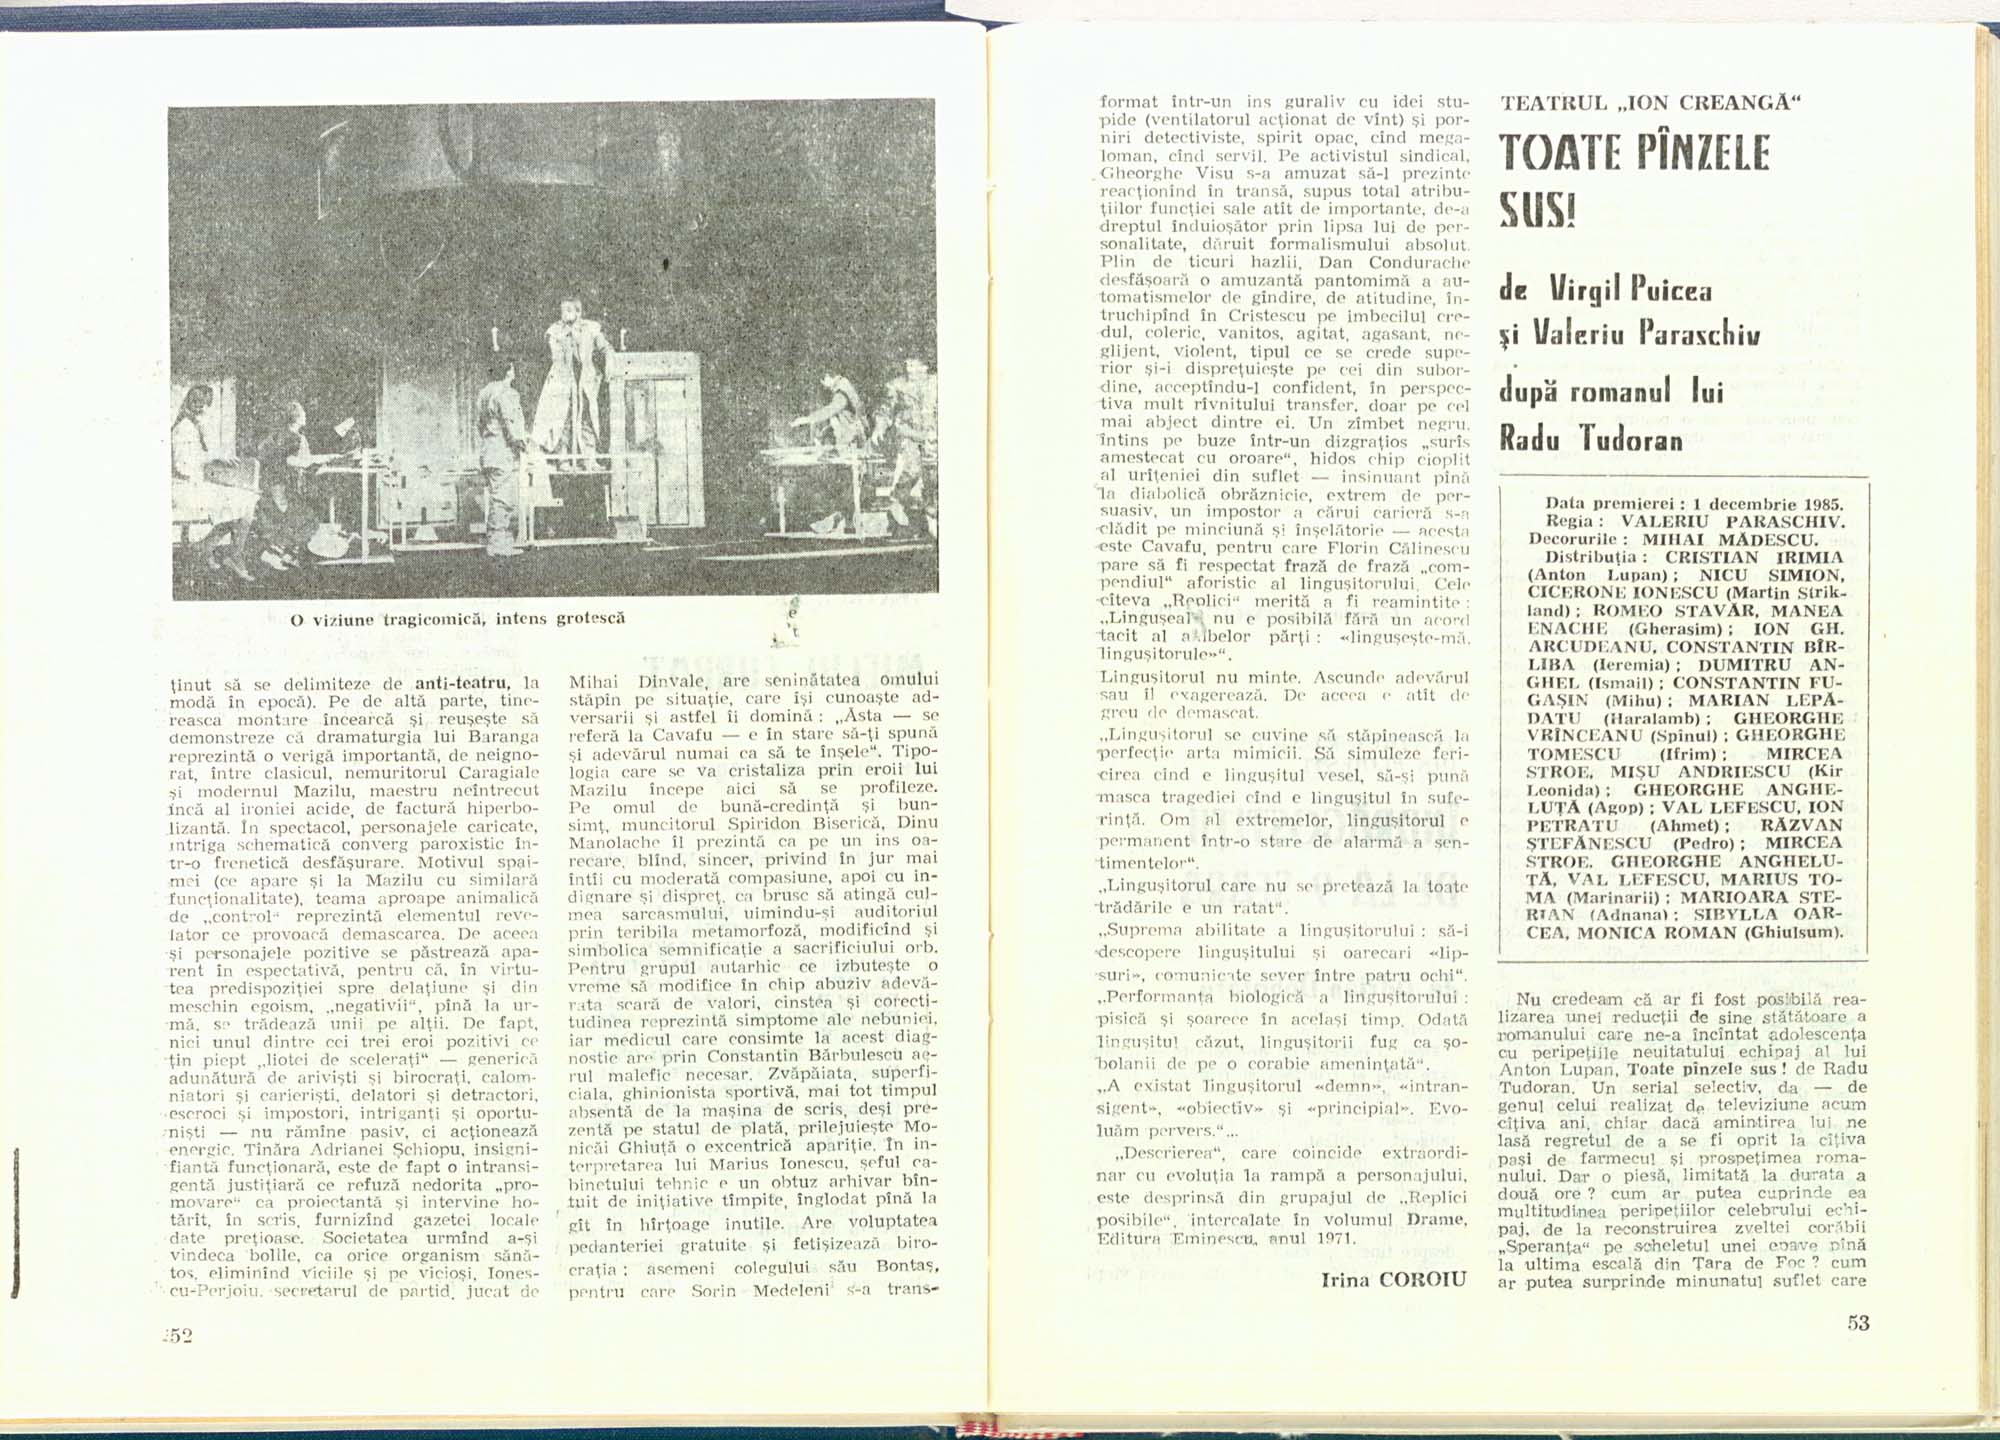 O viziune tragicomică, intens grotescă
ţinut să se delimiteze de anti-teatru, la
modă în epocă). Pe de altă parte, tine-
reasca montare încearcă şi reuşeşte să
demonstreze că dramaturgia lui Baranga
reprezintă o verigă importantă, de neigno-
rat, între clasicul, nemuritorul Caragiale
şi modernul Mazilu, maestru neîntrecut
încă al ironiei acide, de factură hiperbo-
lizantă. În spectacol, personajele caricate,
intriga schematică converg paroxistic în-
tr-o frenetică desfăşurare. Motivul spai-
mei (ce apare şi la Mazilu cu similară
funcţionalitate), teama aproape animalică
de „control“ reprezintă elementul reve-
lator ce provoacă demascarea. De aceea
şi personajele pozitive se păstrează apa-
rent în espectativă, pentru că, în virtu-
tea predispoziţiei spre delaţiune şi din
meschin egoism, „negativii“, pînă la ur-
mă, se trădează unii pe alţii. De fapt,
nici unul dintre cei trei eroi pozitivi ce
ţin piept „liotei de sceleraţi“ — generică
adunătură de arivişti şi birocraţi, calom-
niatori şi carierişti, delatori şi detractori,
escroci şi impostori, intriganţi şi oportu-
nişti — nu rămîne pasiv, ci acţionează
energic. Tînăra Adrianei Şchiopu, insigni-
fiantă funcţionară, este de fapt o intransi-
gentă justiţiară ce refuză nedorita „pro-
movare“ ca proiectantă şi intervine ho-
tărît, în scris, furnizînd gazetei locale
date preţioase. Societatea urmînd a-şi
vindeca bolile, ca orice organism sănă-
tos, eliminînd viciile şi pe vicioşi, Iones-
cu-Perjoiu, secretarul de partid, jucat de
Mihai Dinvale, are seninătatea omului
stăpîn pe situaţie, care îşi cunoaşte ad-
versarii şi astfel îi domină : „Ăsta — se
referă la Cavafu — e în stare să-ţi spună
şi adevărul numai ca să te înşele“. Tipo-
logia care se va cristaliza prin eroii lui
Mazilu începe aici să se profileze.
Pe omul de bună-credinţă şi bun-
simţ, muncitorul Spiridon Biserică, Dinu
Manolache îl prezintă ca pe un ins oa-
recare, blînd, sincer, privind în jur mai
întîi cu moderată compasiune, apoi cu in-
dignare şi dispreţ, ca brusc să atingă cul-
mea sarcasmului, uimindu-şi auditoriul
prin teribila metamorfoză, modificînd şi
simbolica semnificaţie a sacrificiului orb.
Pentru grupul autarhic ce izbuteşte o
vreme să modifice în chip abuziv adevă-
rata scară de valori, cinstea şi corecti-
tudinea reprezintă simptome ale nebuniei,
iar medicul care consimte la acest diag-
nostic are prin Constantin Bărbulescu ae-
rul malefic necesar. Zvăpăiata, superfi-
ciala, ghinionista sportivă, mai tot timpul
absentă de la maşina de scris, deşi pre-
zentă pe statul de plată, prilejuieşte Mo-
nicăi Ghiuţă o excentrică apariţie. În in-
terpretarea lui Marius Ionescu, şeful ca-
binetului tehnic e un obtuz arhivar bîn-
tuit de iniţiative tîmpite, înglodat pînă la
gît în hîrţoage inutile. Are voluptatea
pedanteriei gratuite şi fetişizează biro-
craţia ; asemeni colegului său Bontaş,
pentru care Sorin Medeleni s-a trans-
52
format într-un ins guraliv cu idei stu-
pide (ventilatorul acţionat de vînt) şi por-
niri detectiviste, spirit opac, cînd mega-
loman, cînd servil. Pe activistul sindical,
Gheorghe Visu s-a amuzat să-l prezinte
reacţionînd în transă, supus total atribu-
ţiilor funcţiei sale atît de importante, de-a
dreptul înduioşător prin lipsa lui de per-
sonalitate, dăruit formalismului absolut.
Plin de ticuri hazlii, Dan Condurache
desfăşoară o amuzantă pantomimă a au-
tomatismelor de gîndire, de atitudine, în-
truchipînd în Cristescu pe imbecilul cre-
dul, coleric, vanitos, agitat, agasant, ne-
glijent, violent, tipul ce se crede supe-
rior şi-i dispreţuieşte pe cei din subor-
dine, acceptîndu-l confident, în perspec-
tiva mult rîvnitului transfer, doar pe cel
mai abject dintre ei. Un zîmbet negru,
întins pe buze într-un dizgraţios „surîs
amestecat cu oroare“, hidos chip cioplit
al urîţeniei din suflet — insinuant pînă
la diabolică obrăznicie, extrem de per-
suasiv, un impostor a cărui carieră s-a
clădit pe minciună şi înşelătorie — acesta
este Cavafu, pentru care Florin Călinescu
pare să fi respectat frază de frază „com-
pendiul“ aforistic al linguşitorului. Cele
cîteva „Replici“ merită a fi reamintite :
„Linguşeala nu e posibilă fără un acord
tacit al ambelor părţi : «linguşeşte-mă,
linguşitorule»“.
Linguşitorul nu minte. Ascunde adevărul
sau îl exagerează. De aceea e atît de
greu de demascat.
„Linguşitorul se cuvine să stăpînească la
perfecţie arta mimicii. Să simuleze feri-
cirea cînd e linguşitul vesel, să-şi pună
masca tragediei cînd e linguşitul în sufe-
rinţă. Om al extremelor, linguşitorul e
permanent într-o stare de alarmă a sen-
timentelor“.
„Linguşitorul care nu se pretează la toate
trădările e un ratat“.
„Suprema abilitate a linguşitorului : să-i
descopere linguşitului şi oarecari «lip-
suri», comunicate sever între patru ochi“.
„Performanţa biologică a linguşitorului :
pisică şi şoarece în acelaşi timp. Odată
linguşitul căzut, linguşitorii fug ca şo-
bolanii de pe o corabie ameninţată“.
„A existat linguşitorul «demn», «intran-
sigent», «obiectiv» şi «principial». Evo-
luăm pervers.“...
„Descrierea“, care coincide extraordi-
nar cu evoluţia la rampă a personajului,
este desprinsă din grupajul de „Replici
posibile“, intercalate în volumul Drame,
Editura Eminescu, anul 1971.
Irina COROIU
TEATRUL „ION CREANGĂ“
TOATE PÎNZELE
SUS!
de Virgil Puicea
şi Valeriu Paraschiv
după romanul lui
Radu Tudoran
Data premierei : 1 decembrie 1985.
Regia : VALERIU PARASCHIV.
Decorurile : MIHAI MĂDESCU.
Distribuţia : CRISTIAN IRIMIA
(Anton Lupan) ; NICU SIMION,
CICERONE IONESCU (Martin Strik-
land) ; ROMEO STAVĂR, MANEA
ENACHE (Gherasim) ; ION GH.
ARCUDEANU, CONSTANTIN BÎR-
LIBA (Ieremia) ; DUMITRU AN-
GHEL (Ismail) ; CONSTANTIN FU-
GAŞIN (Mihu) ; MARIAN LEPĂ-
DATU (Haralamb) ; GHEORGHE
VRÎNCEANU (Spinul) ; GHEORGHE
TOMESCU (Ifrim) ; MIRCEA
STROE, MIŞU ANDRIESCU (Kir
Leonida) ; GHEORGHE ANGHE-
LUŢĂ (Agop) ; VAL LEFESCU, ION
PETRATU (Ahmet) ; RĂZVAN
ŞTEFĂNESCU (Pedro) ; MIRCEA
STROE, GHEORGHE ANGHELU-
ŢĂ, VAL LEFESCU, MARIUS TO-
MA (Marinarii) ; MARIOARA STE-
RIAN (Adnana) ; SIBYLLA OAR-
CEA, MONICA ROMAN (Ghiulsum).
Nu credeam că ar fi fost posibilă rea-
lizarea unei reducţii de sine stătătoare a
romanului care ne-a încîntat adolescenţa
cu peripeţiile neuitatului echipaj al lui
Anton Lupan, Toate pînzele sus ! de Radu
Tudoran. Un serial selectiv, da — de
genul celui realizat de televiziune acum
cîţiva ani, chiar dacă amintirea lui ne
lasă regretul de a se fi oprit la cîţiva
paşi de farmecul şi prospeţimea roma-
nului. Dar o piesă, limitată la durata a
două ore ? cum ar putea cuprinde ea
multitudinea peripeţiilor celebrului echi-
paj, de la reconstruirea zveltei corăbii
„Speranţa“ pe scheletul unei epave pînă
la ultima escală din Ţara de Foc ? cum
ar putea surprinde minunatul suflet care
53